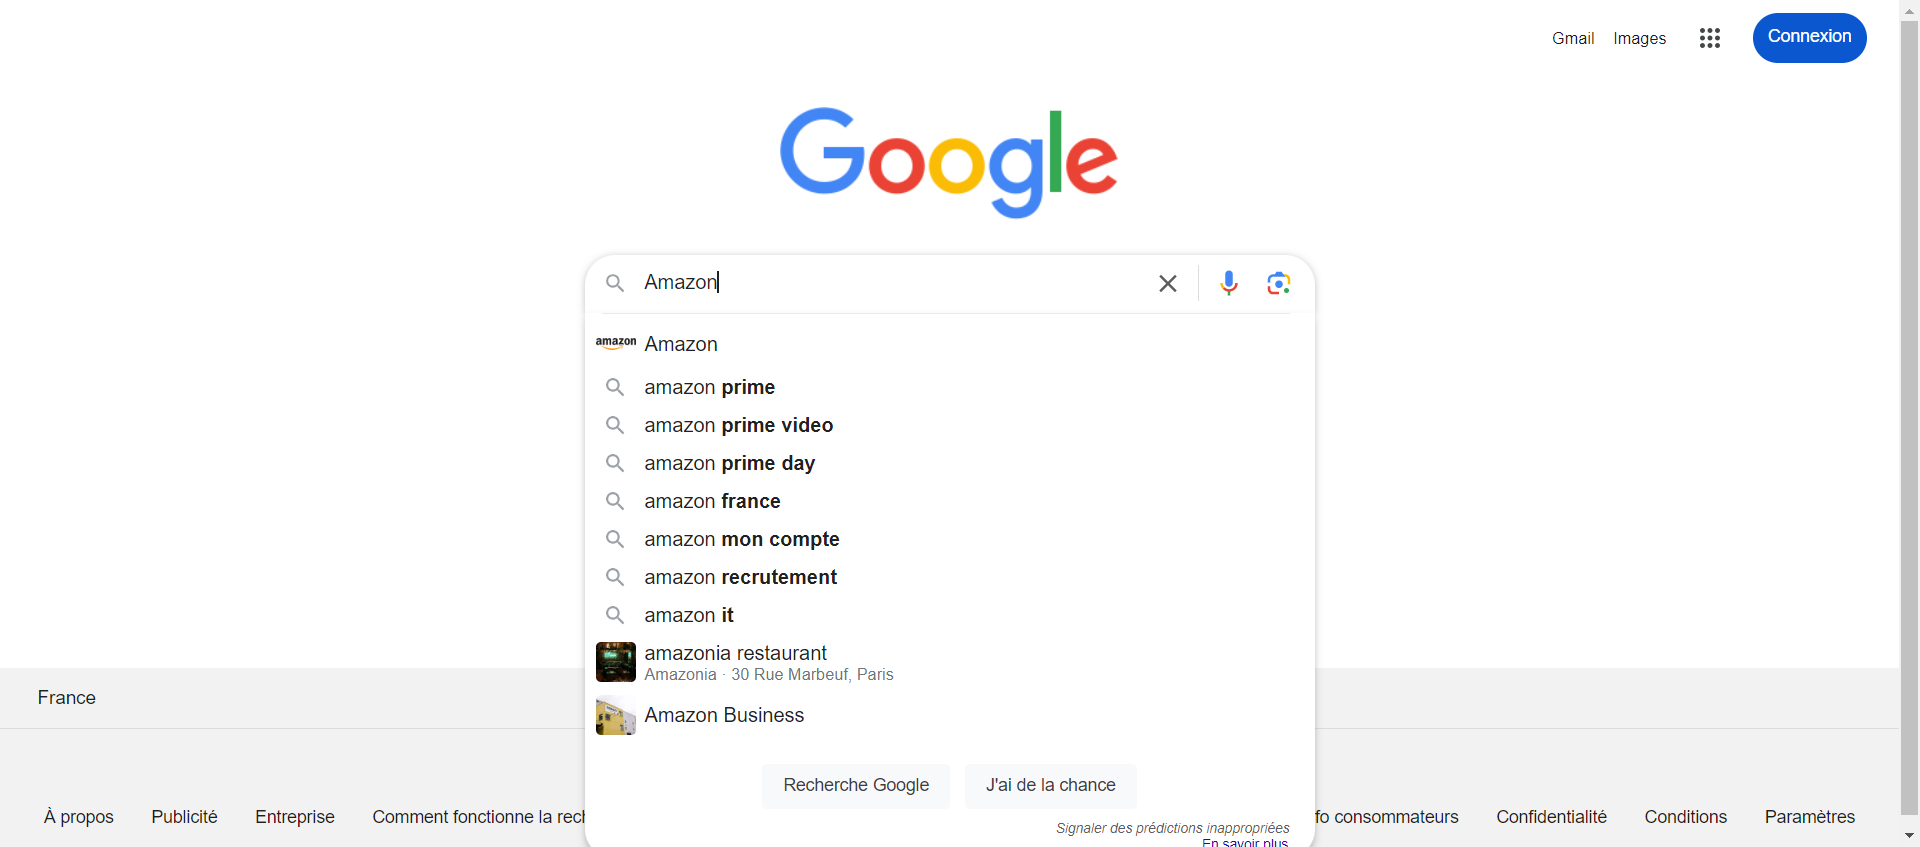 Gmail Images Connexion
Google
Amazon
amazon Amazon
amazon prime
amazon prime video
amazon prime day
amazon france
amazon mon compte
amazon recrutement
amazon it
amazonia restaurant
Amazonia · 30 Rue Marbeuf, Paris
France
Amazon Business
Recherche Google J'ai de la chance
À propos Publicité Entreprise Comment fonctionne la rech fo consommateurs Confidentialité Conditions Paramètres
Signaler des prédictions inappropriées
En savoir plus